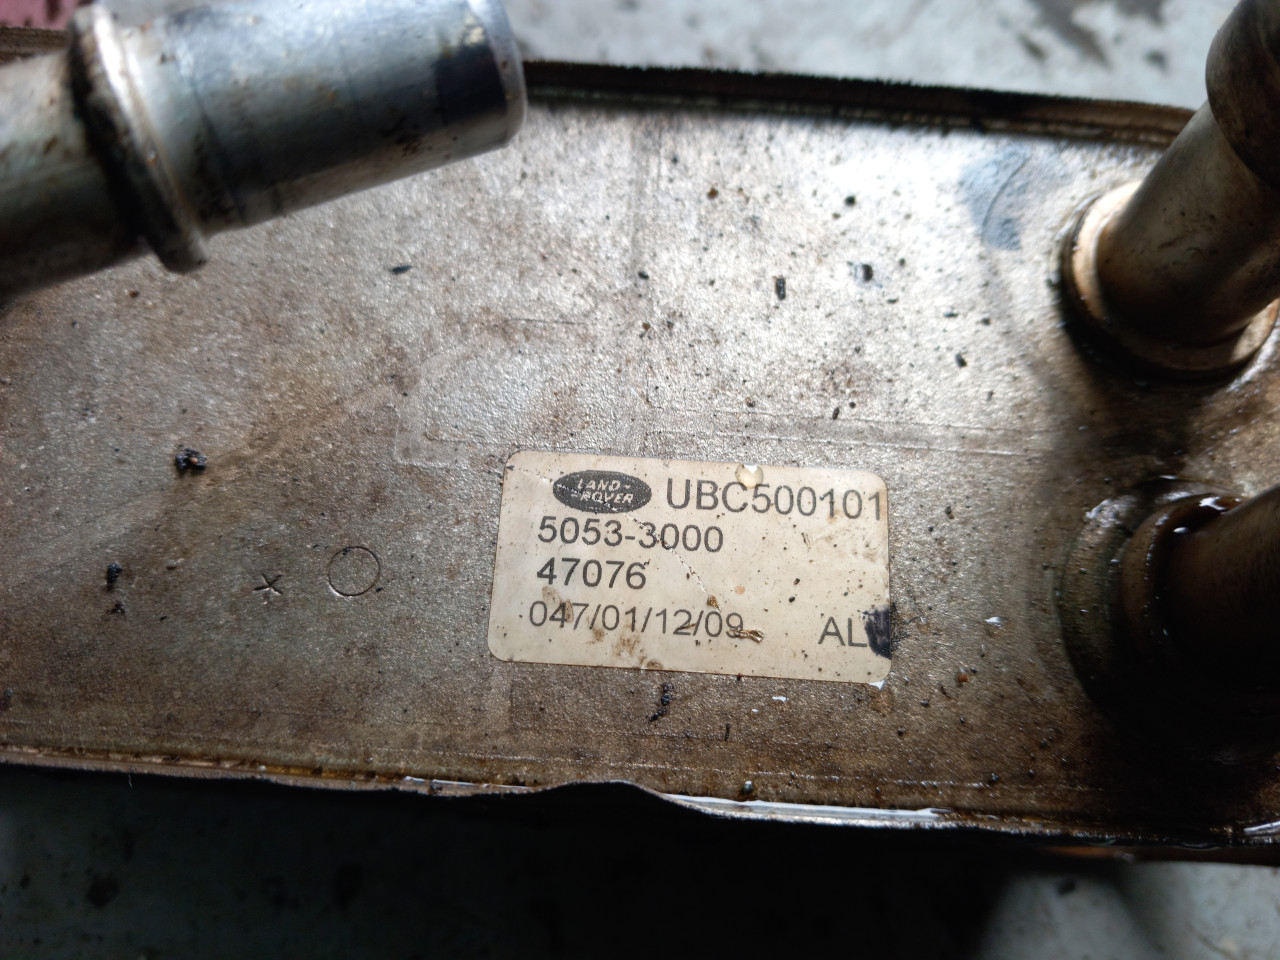 LAND-
-ROVER
UBC500101
5053-3000
47076
047/01/12/09 AL